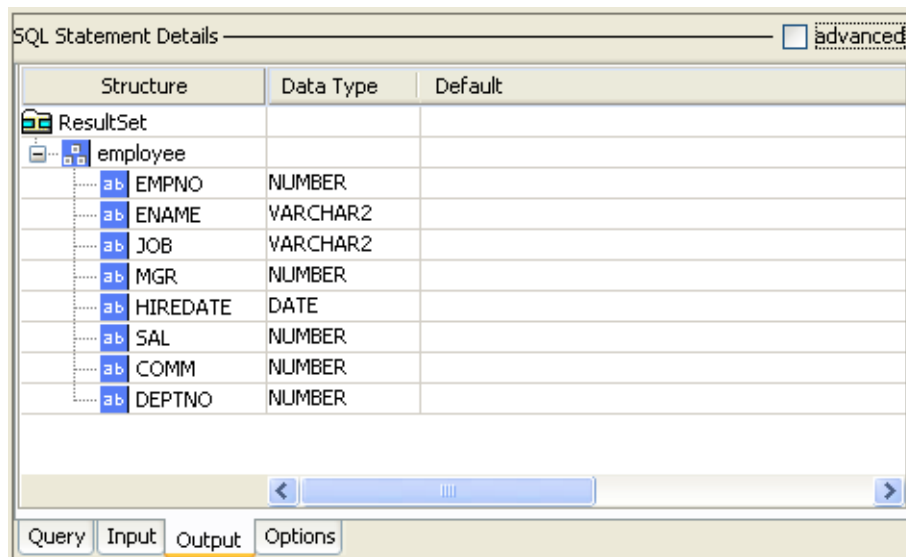 SQL Statement Details advanced
Structure Data Type Default
ResultSet
employee
ab EMPNO NUMBER
ab ENAME VARCHAR2
ab JOB VARCHAR2
ab MGR NUMBER
ab HIREDATE DATE
ab SAL NUMBER
ab COMM NUMBER
ab DEPTNO NUMBER
Query Input Output Options